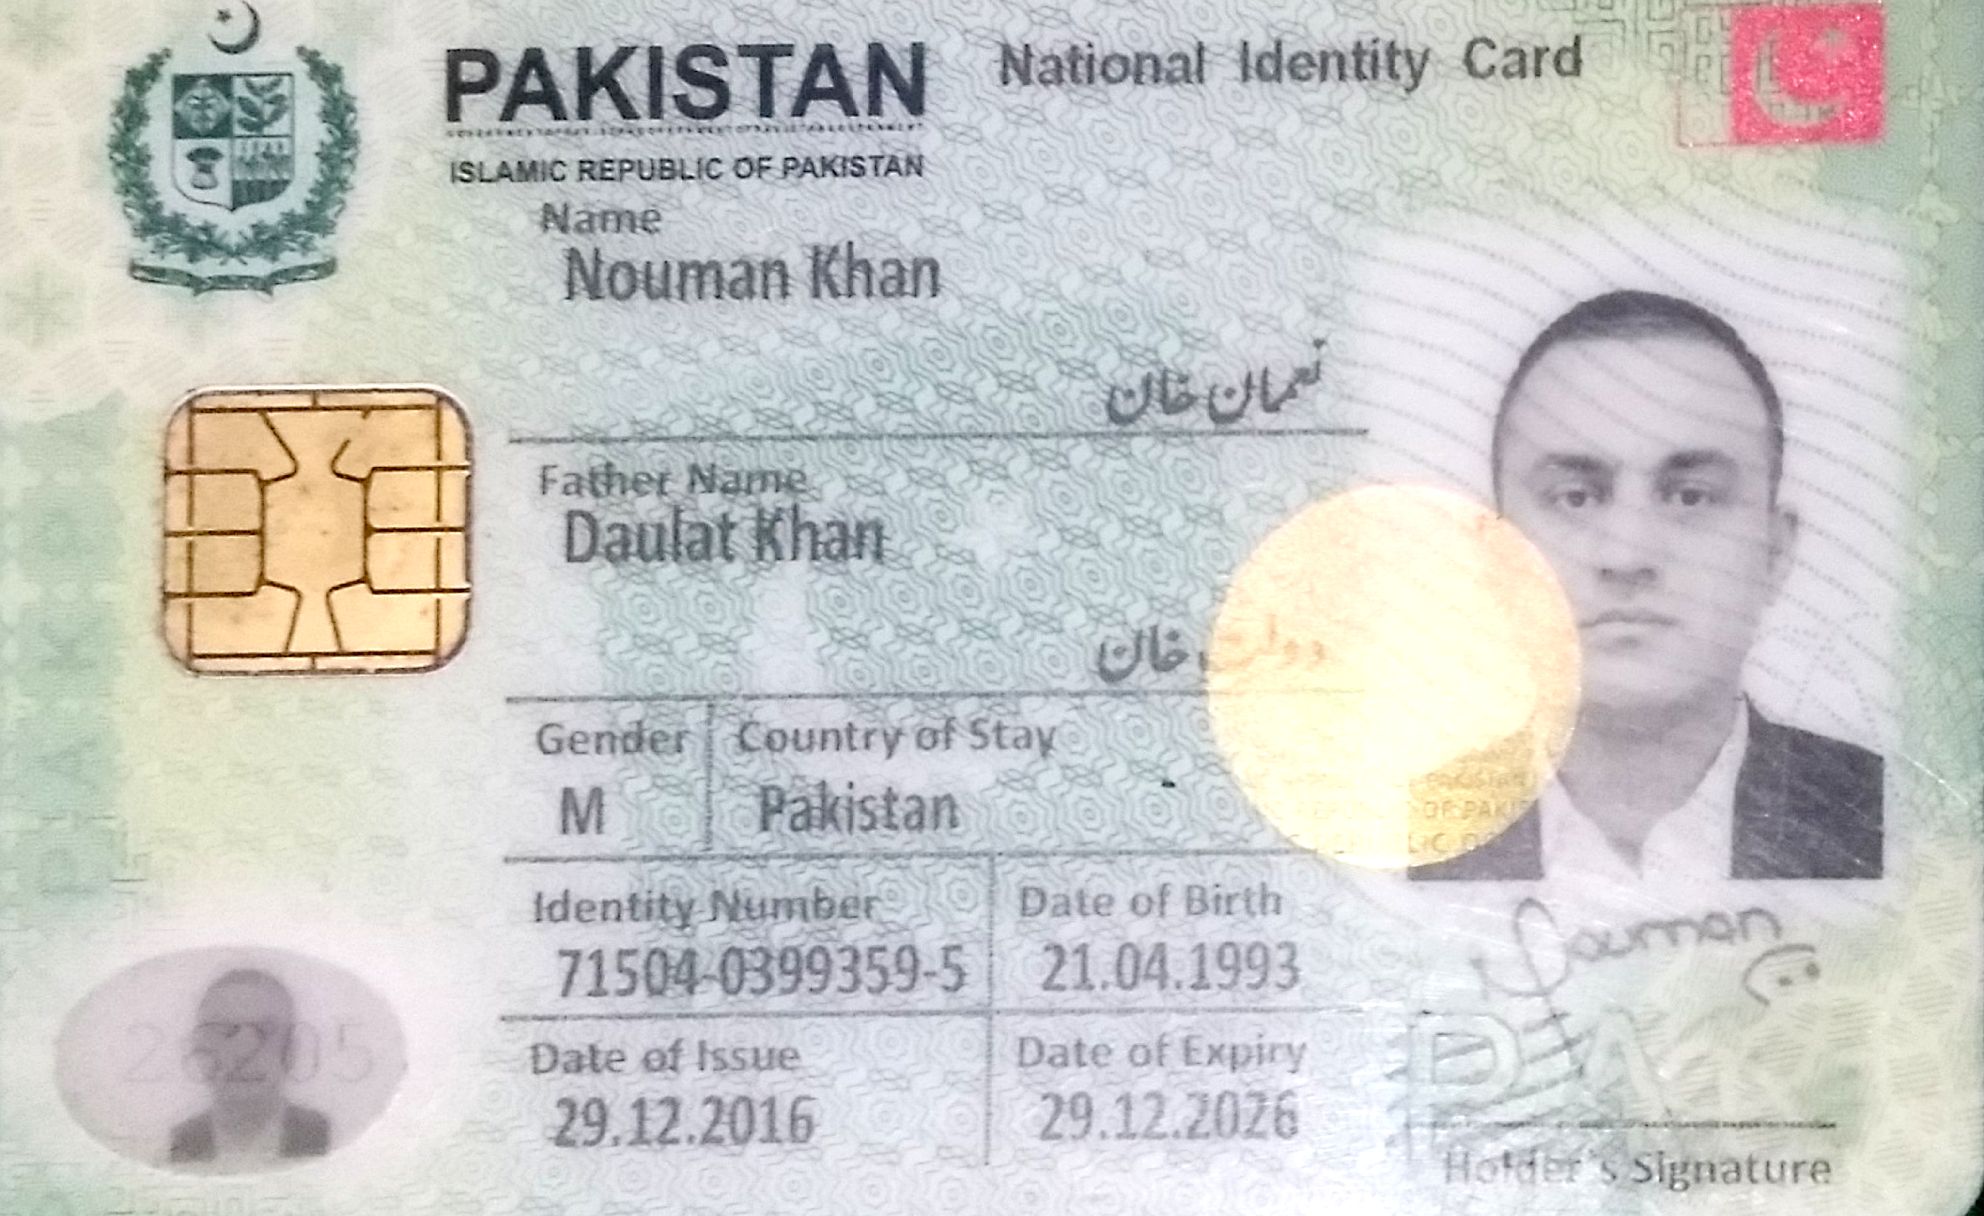 PAKISTAN
National Identity Card
ISLAMIC REPUBLIC OF PAKISTAN
Name
Nouman Khan
نعمان خان
Father Name
Daulat Khan
دولت خان
Gender
Country of Stay
M
Pakistan
Identity Number
Date of Birth
71504-0399359-5
21.04.1993
Date of Issue
Date of Expiry
29.12.2016
29.12.2026
Nouman
Holder's Signature